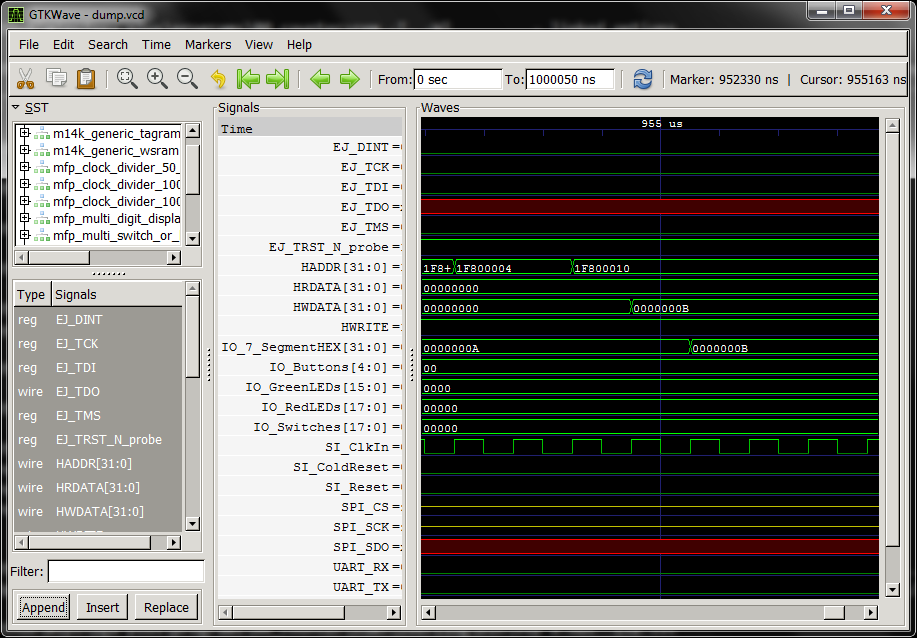 GTKWave - dump.vcd
File Edit Search Time Markers View Help
From: 0 sec To: 1000050 ns Marker: 952330 ns | Cursor: 955163 ns
SST
m14k_generic_tagram
m14k_generic_wsram
mfp_clock_divider_50_
mfp_clock_divider_100
mfp_clock_divider_100
mfp_multi_digit_displa
mfp_multi_switch_or_
Type Signals
reg EJ_DINT
reg EJ_TCK
reg EJ_TDI
wire EJ_TDO
reg EJ_TMS
reg EJ_TRST_N_probe
wire HADDR[31:0]
wire HRDATA[31:0]
wire HWDATA[31:0]
Filter:
Append Insert Replace
Signals
Time
EJ_DINT =
EJ_TCK =
EJ_TDI =
EJ_TDO =
EJ_TMS =
EJ_TRST_N_probe =
HADDR[31:0] =
HRDATA[31:0] =
HWDATA[31:0] =
HWRITE =
IO_7_SegmentHEX[31:0] =
IO_Buttons[4:0] =
IO_GreenLEDs[15:0] =
IO_RedLEDs[17:0] =
IO_Switches[17:0] =
SI_ClkIn =
SI_ColdReset =
SI_Reset =
SPI_CS =
SPI_SCK =
SPI_SDO =
UART_RX =
UART_TX =
Waves
955 us
1F8+ 1F800004 1F800010
00000000
00000000 0000000B
0000000A 0000000B
00
0000
00000
00000